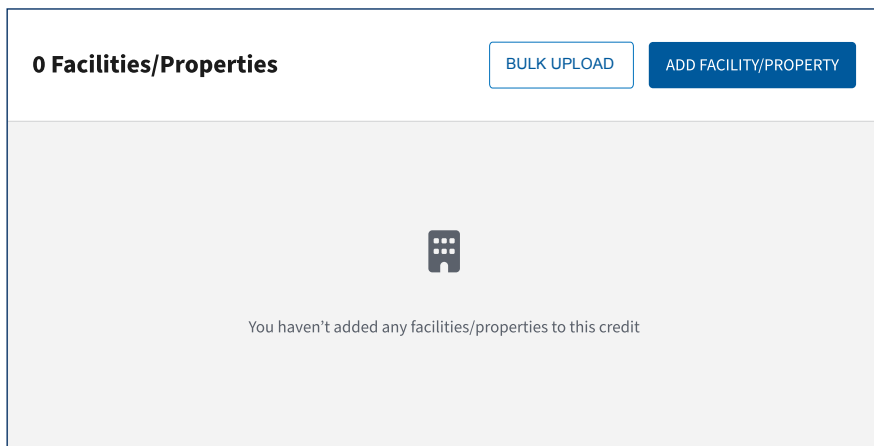 0 Facilities/Properties
BULK UPLOAD
ADD FACILITY/PROPERTY
You haven’t added any facilities/properties to this credit